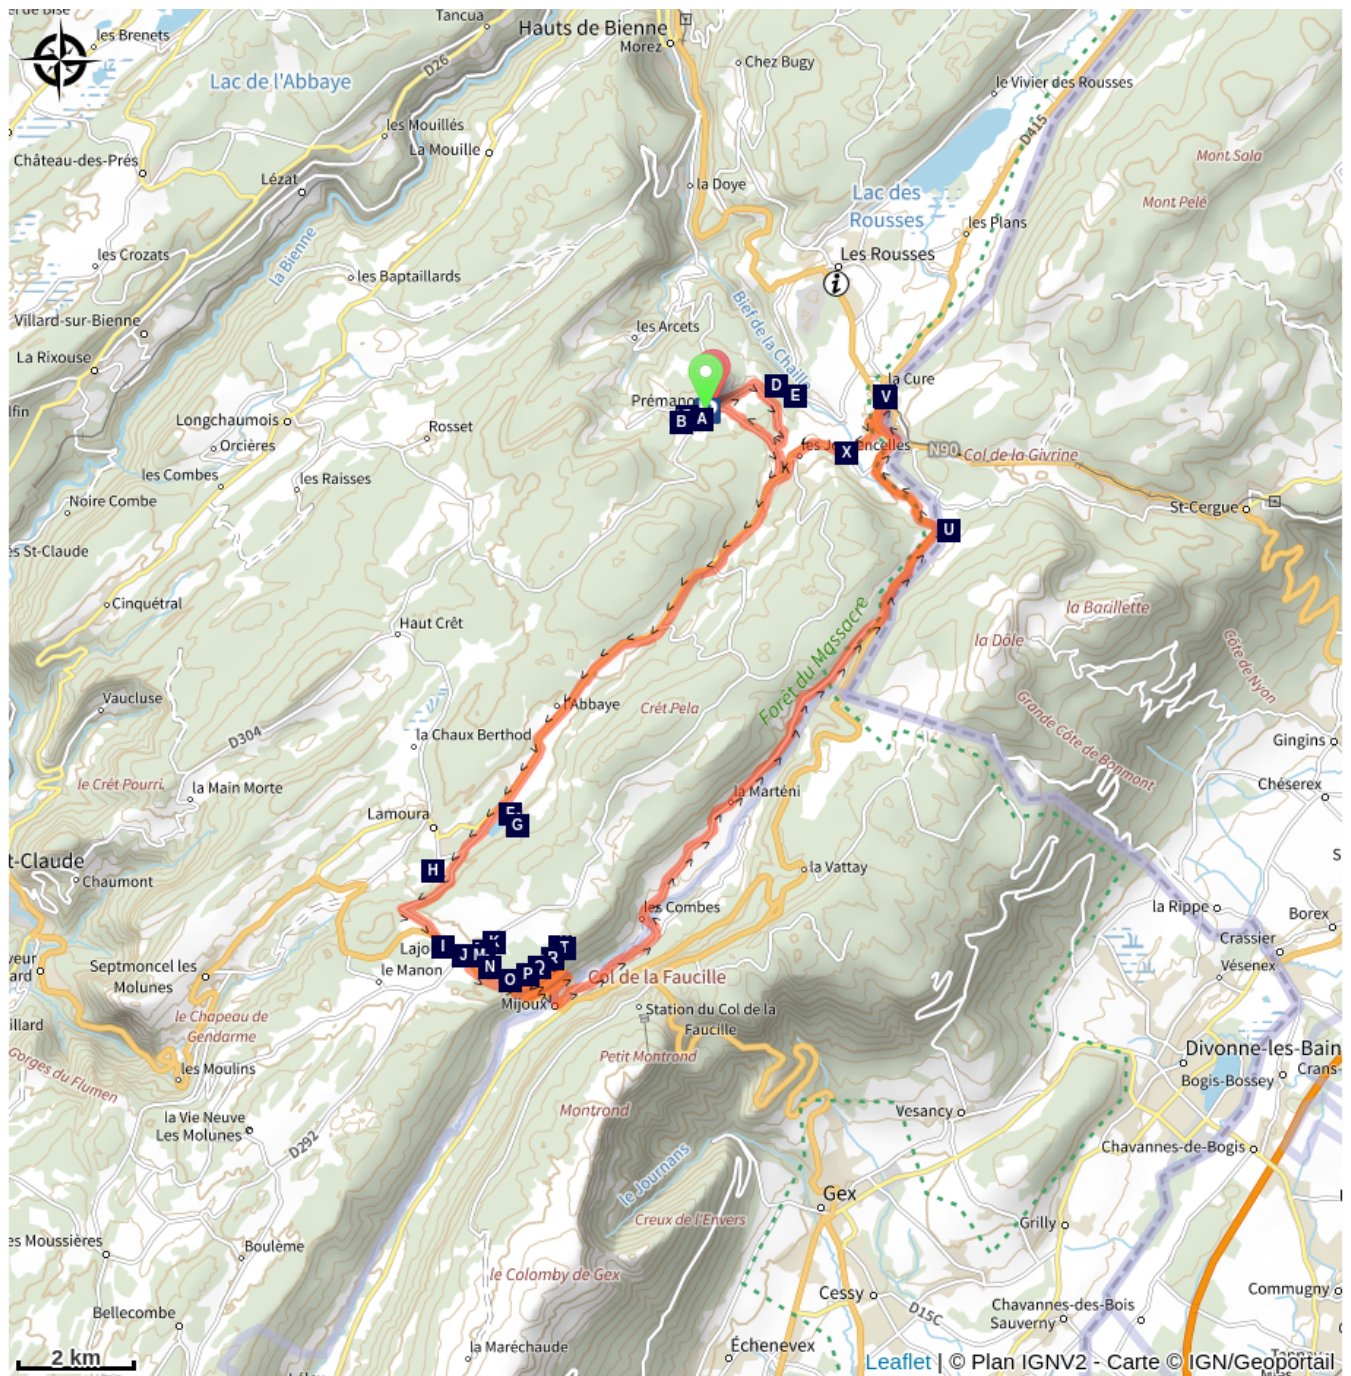 Tancua
les Brenets
Hauts de Bienne
Morez
Chez Bugy
D26
Lac de l'Abbaye
le Vivier des Rousses
les Mouillés
La Mouille
D415
Château-des-Prés
Mont Sala
Lézat
la Doye
Lac des
Rousses
Mont Pelé
les Plans
les Crozats
la Bienne
les Baptaillards
Les Rousses
i
Bief de la Chaille
Villard-sur-Bienne
les Arcets
La Rixouse
la Cure
D
E
V
Prémano
B
A
lfin
Longchaumois
Rosset
Orcières
X
N90
Col de la Givrine
les Combes
les Raisses
Noire Combe
St-Cergue
U
es St-Claude
Cinquétral
Haut Crêt
la Barillette
la Dôle
Forêt du Massacre
Côte de Nyon
Vaucluse
l'Abbaye
Crêt Pela
Grande Côte de Bonmont
D304
la Chaux Berthod
Gingins
le Crêt Pourri
la Main Morte
la Marténi
Chéserex
Lamoura
G
t-Claude
H
Chaumont
la Vattay
les Combes
la Rippe
Borex
I
K
T
Lajo
J
M
R
Crassier
Septmoncel les
Molunes
le Manon
N
O
P
Q
Col de la Faucille
Vésenex
Mijoux
Station du Col de la
Faucille
illard
le Chapeau de
Gendarme
Petit Montrond
Divonne-les-Bain
Gorges du Flumen
les Moulins
Bogis-Bossey
Crans-
Montrond
Vesancy
la Vie Neuve
Les Molunes
D292
Chavannes-de-Bogis
le Journans
Gex
Creux de l'Envers
Grilly
es Moussières
Boulème
le Colomby de Gex
Commugny
Bellecombe
Cessy
D15C
Chavannes-des-Bois
Sauverny
la Maréchaude
Échenevex
2 km
Leaflet | © Plan IGNV2 - Carte © IGN/Geoportail